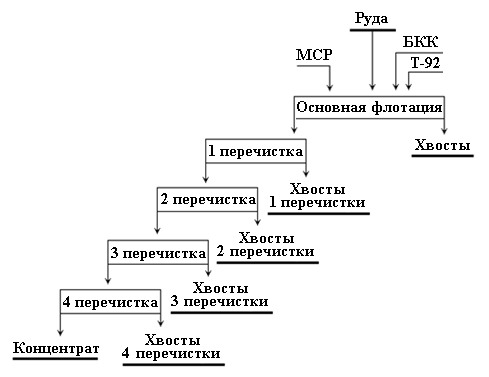 Руда
МСР
БКК
Т-92
Основная флотация
Хвосты
1 перечистка
Хвосты
1 перечистки
2 перечистка
Хвосты
2 перечистки
3 перечистка
Хвосты
3 перечистки
4 перечистка
Концентрат
Хвосты
4 перечистки